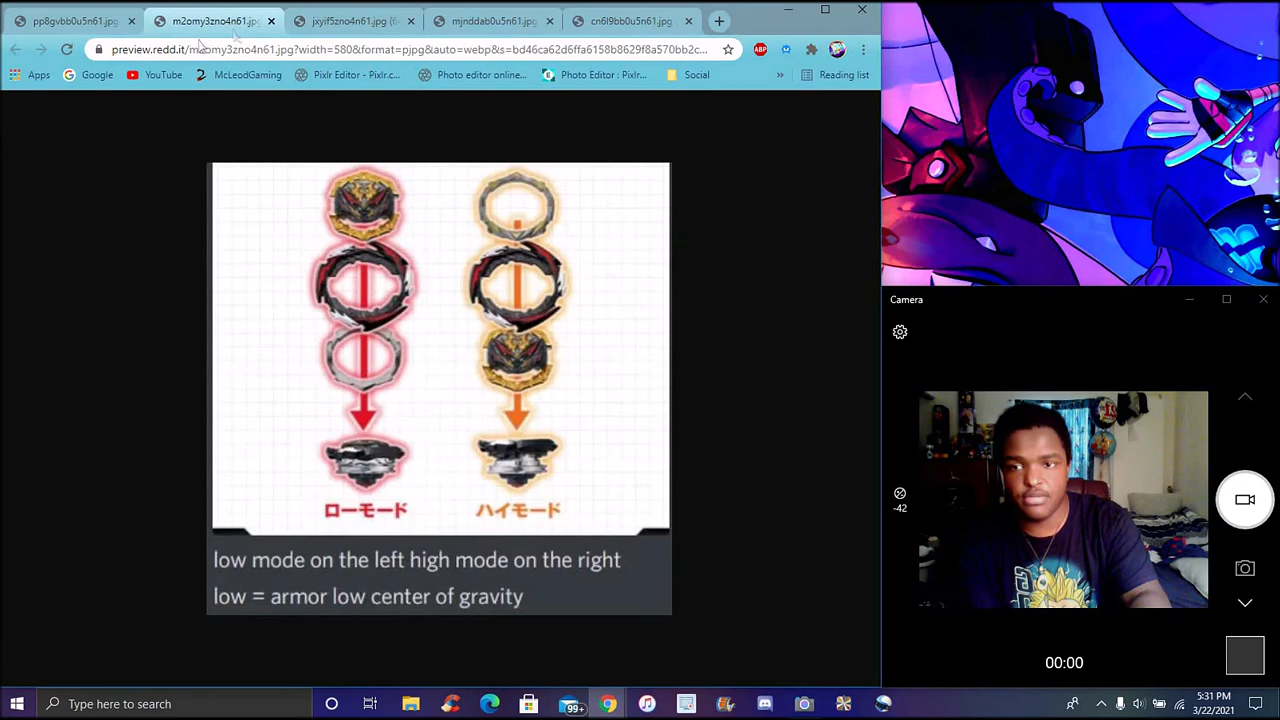 pp8gvbb0u5n61.jpg
m2omy3zno4n61.jpg
jxyif5zno4n61.jpg (6
mjnddab0u5n61.jpg
cn6l9bb0u5n61.jpg
preview.redd.it/m2omy3zno4n61.jpg?width=580&format=pjpg&auto=webp&s=bd46ca62d6ffa6158b8629f8a570bb2c...
ABP
Apps
Google
YouTube
McLeodGaming
Pixlr Editor - Pixlr.c...
Photo editor online...
Photo Editor : Pixlr...
Social
»
Reading list
ローモード
ハイモード
low mode on the left high mode on the right
low = armor low center of gravity
Camera
-42
00:00
Type here to search
99+
5:31 PM
3/22/2021